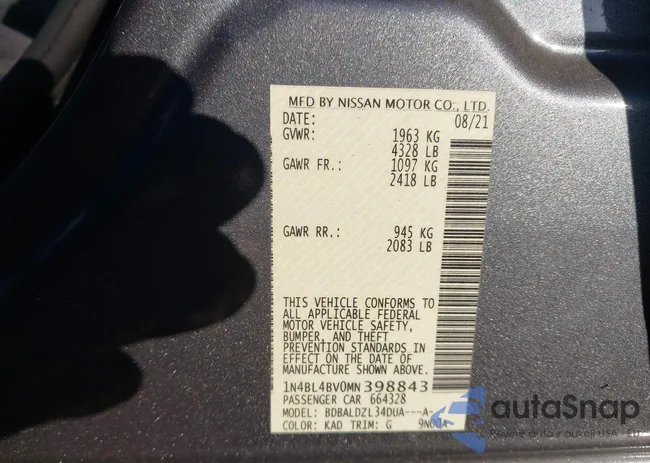 MFD BY NISSAN MOTOR CO., LTD.
DATE: 08/21
GVWR: 1963 KG
4328 LB
GAWR FR.: 1097 KG
2418 LB
GAWR RR.: 945 KG
2083 LB
THIS VEHICLE CONFORMS TO
ALL APPLICABLE FEDERAL
MOTOR VEHICLE SAFETY,
BUMPER, AND THEFT
PREVENTION STANDARDS IN
EFFECT ON THE DATE OF
MANUFACTURE SHOWN ABOVE.
1N4BL4BV0MN398843
PASSENGER CAR 664328
MODEL: BDBALDZL34DUA---A-
COLOR: KAD TRIM: G
autoSnap